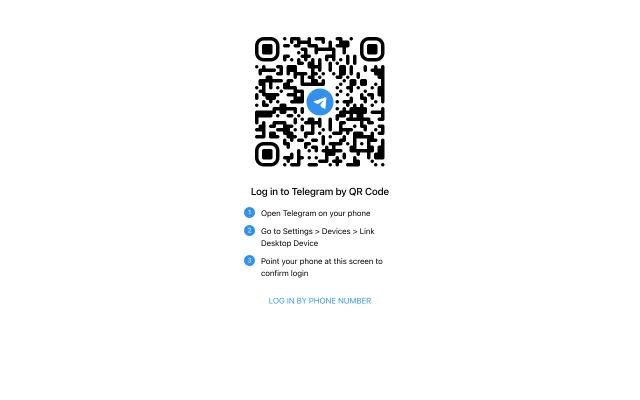 Log in to Telegram by QR Code
1 Open Telegram on your phone
2 Go to Settings > Devices > Link
Desktop Device
3 Point your phone at this screen to
confirm login
LOG IN BY PHONE NUMBER